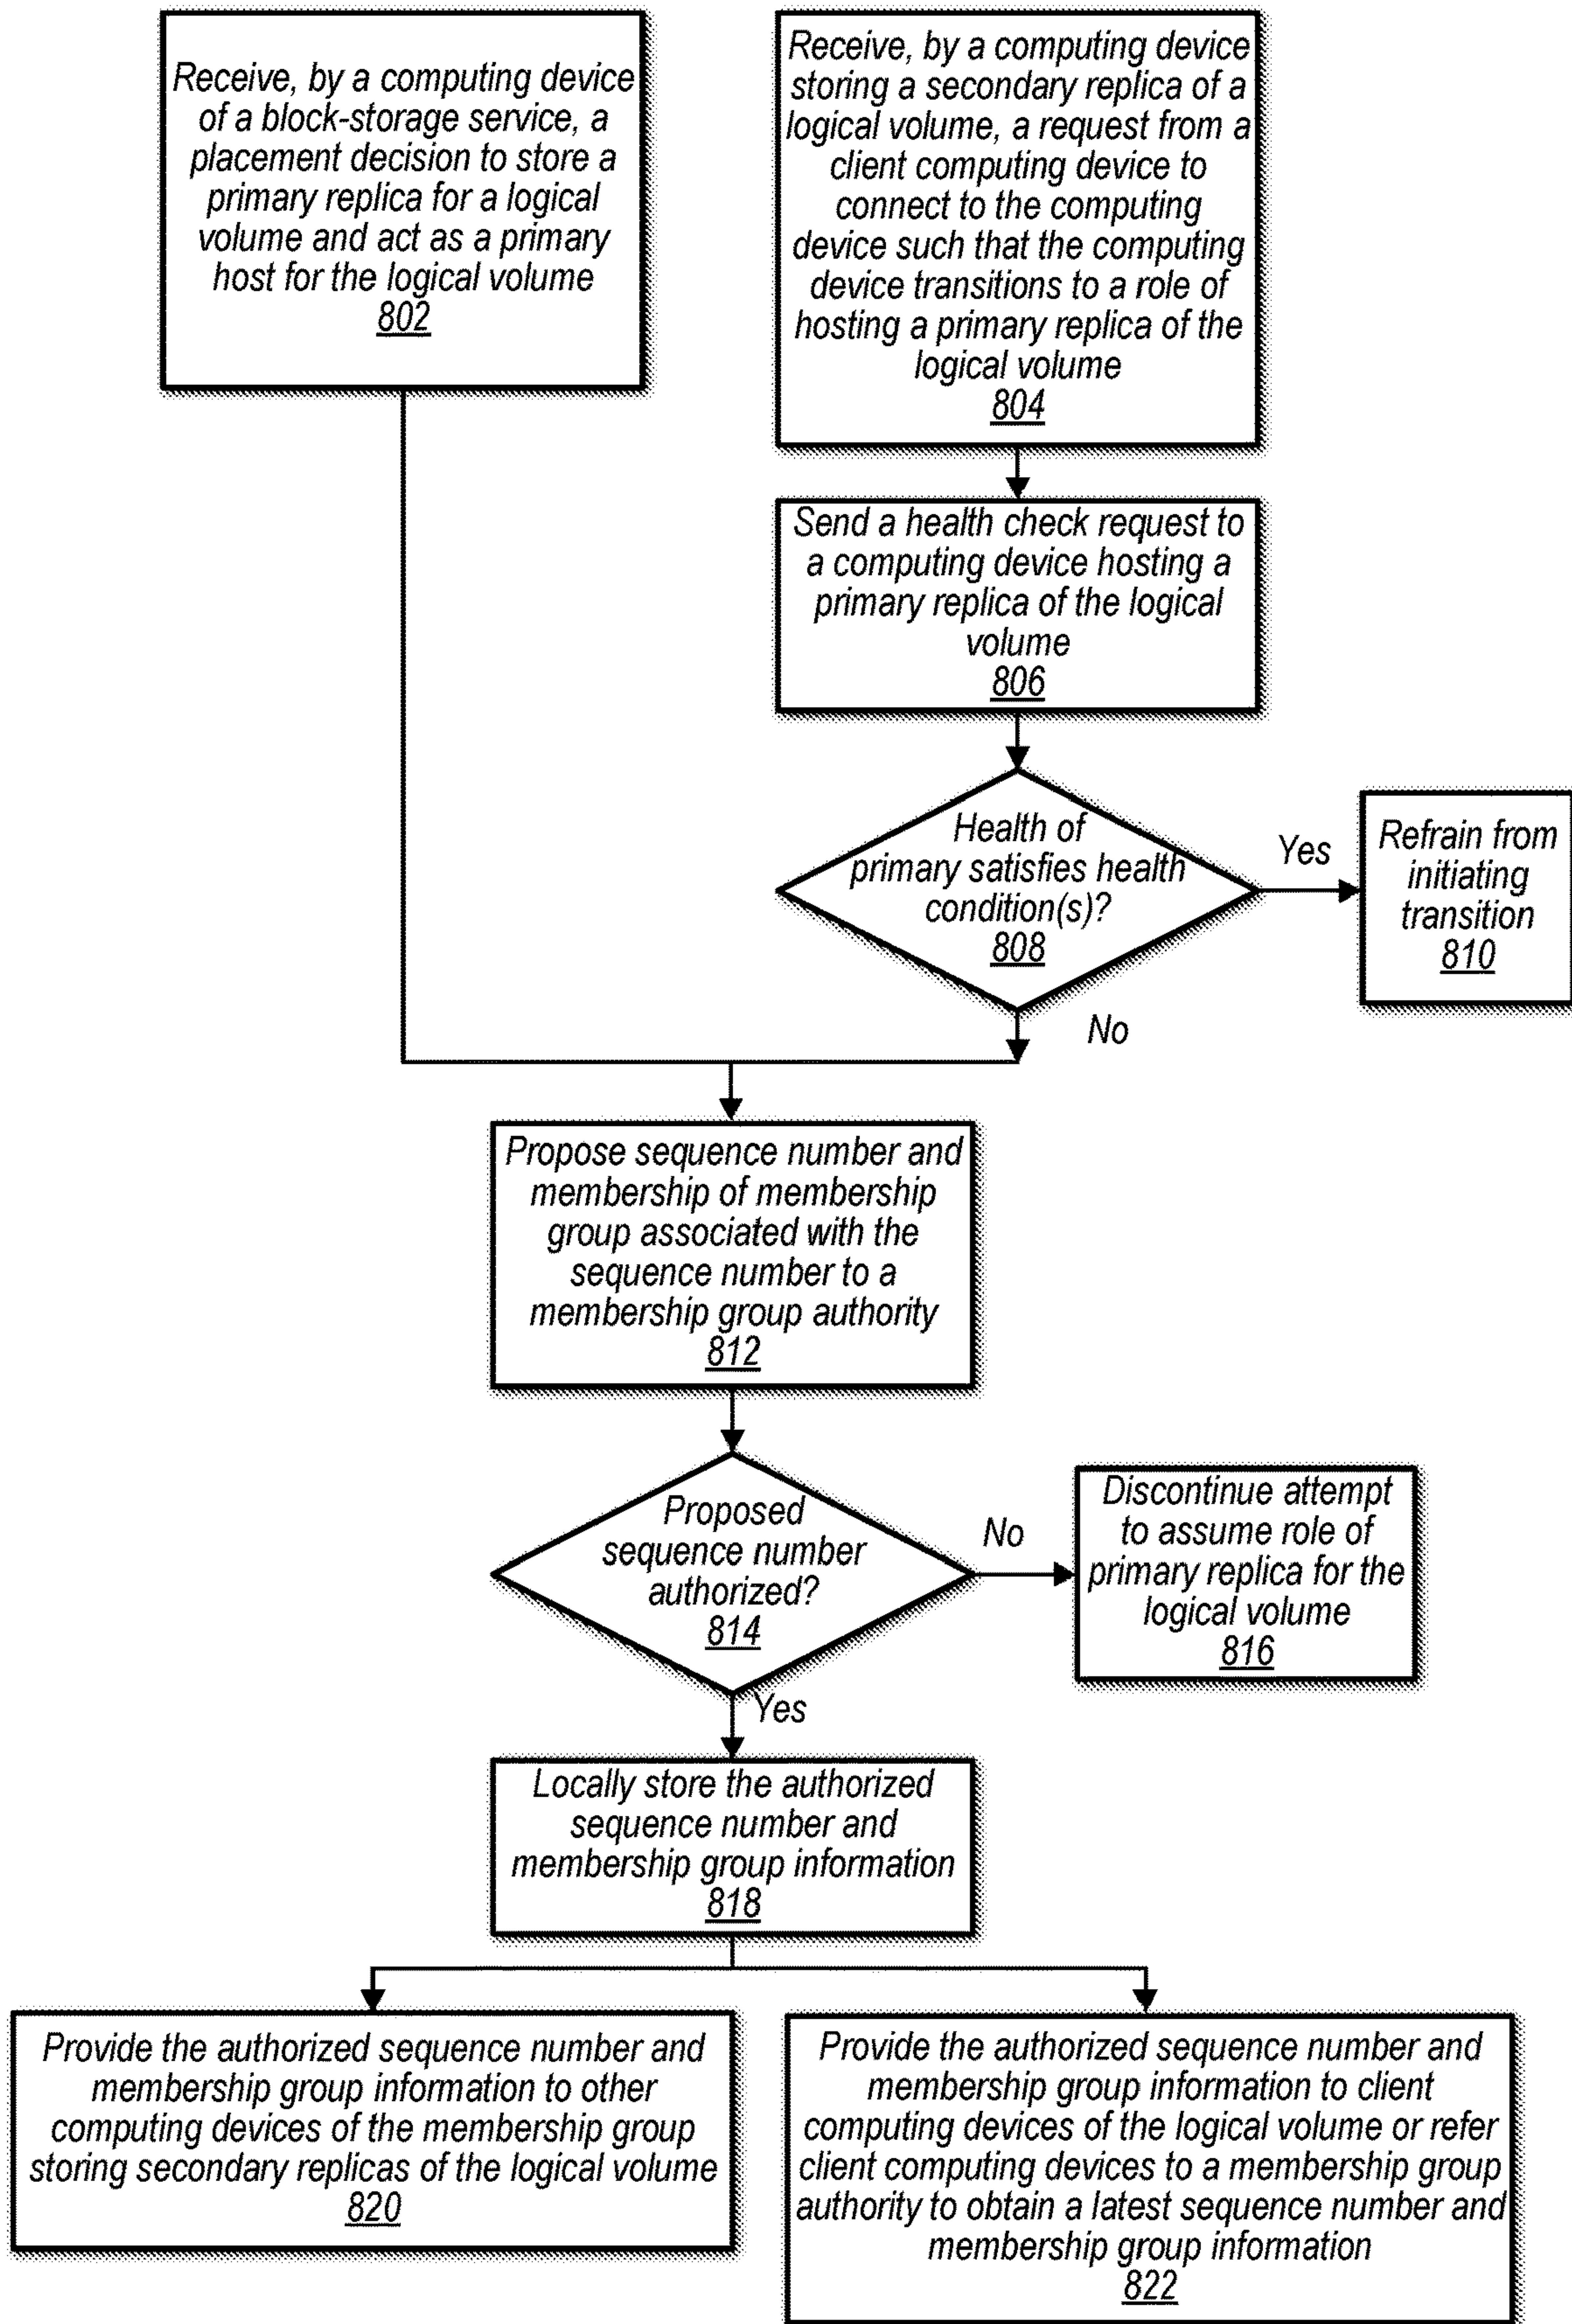 Receive, by a computing device
of a block-storage service, a
placement decision to store a
primary replica for a logical
volume and act as a primary
host for the logical volume
802
Receive, by a computing device
storing a secondary replica of a
logical volume, a request from a
client computing device to
connect to the computing
device such that the computing
device transitions to a role of
hosting a primary replica of the
logical volume
804
Send a health check request to
a computing device hosting a
primary replica of the logical
volume
806
Health of
primary satisfies health
condition(s)?
808
Yes
Refrain from
initiating
transition
810
No
Propose sequence number and
membership of membership
group associated with the
sequence number to a
membership group authority
812
Proposed
sequence number
authorized?
814
No
Discontinue attempt
to assume role of
primary replica for the
logical volume
816
Yes
Locally store the authorized
sequence number and
membership group information
818
Provide the authorized sequence number and
membership group information to other
computing devices of the membership group
storing secondary replicas of the logical volume
820
Provide the authorized sequence number and
membership group information to client
computing devices of the logical volume or refer
client computing devices to a membership group
authority to obtain a latest sequence number and
membership group information
822